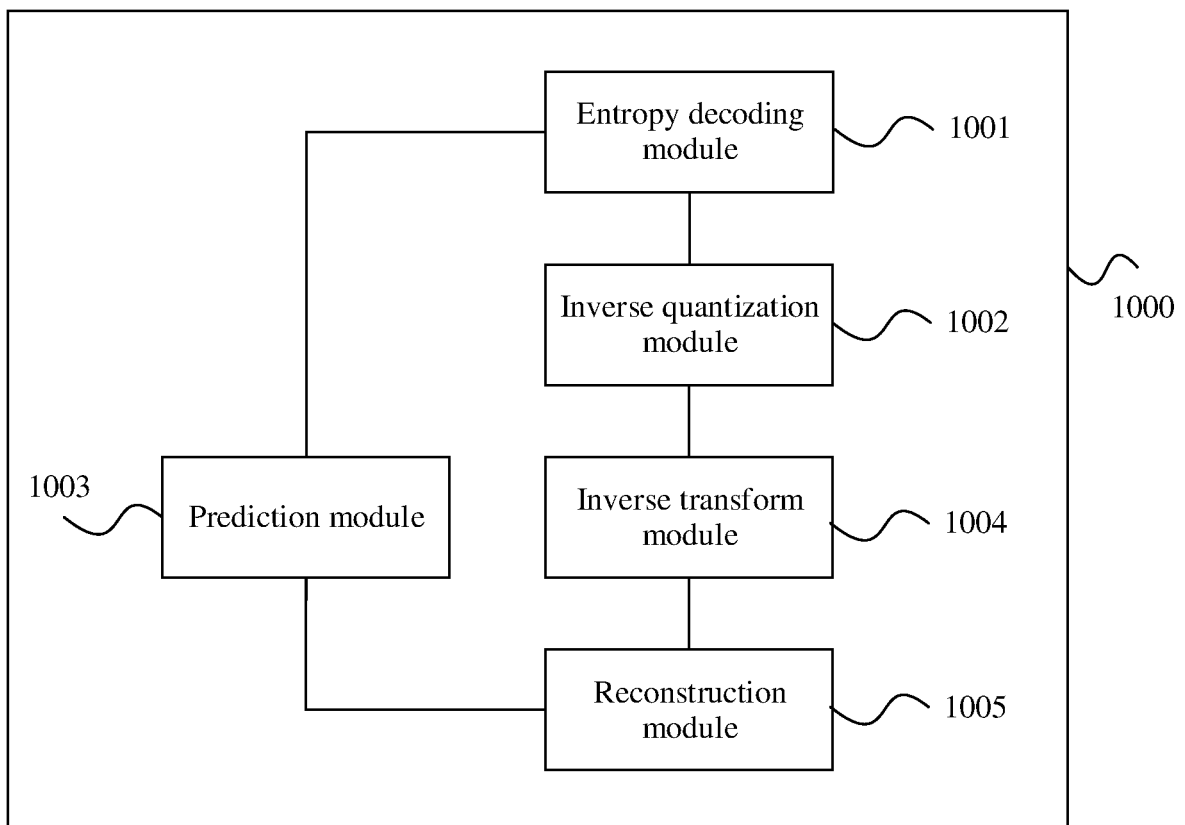 Entropy decoding
module
1001
Inverse quantization
module
1002
1000
1003
Prediction module
Inverse transform
module
1004
Reconstruction
module
1005